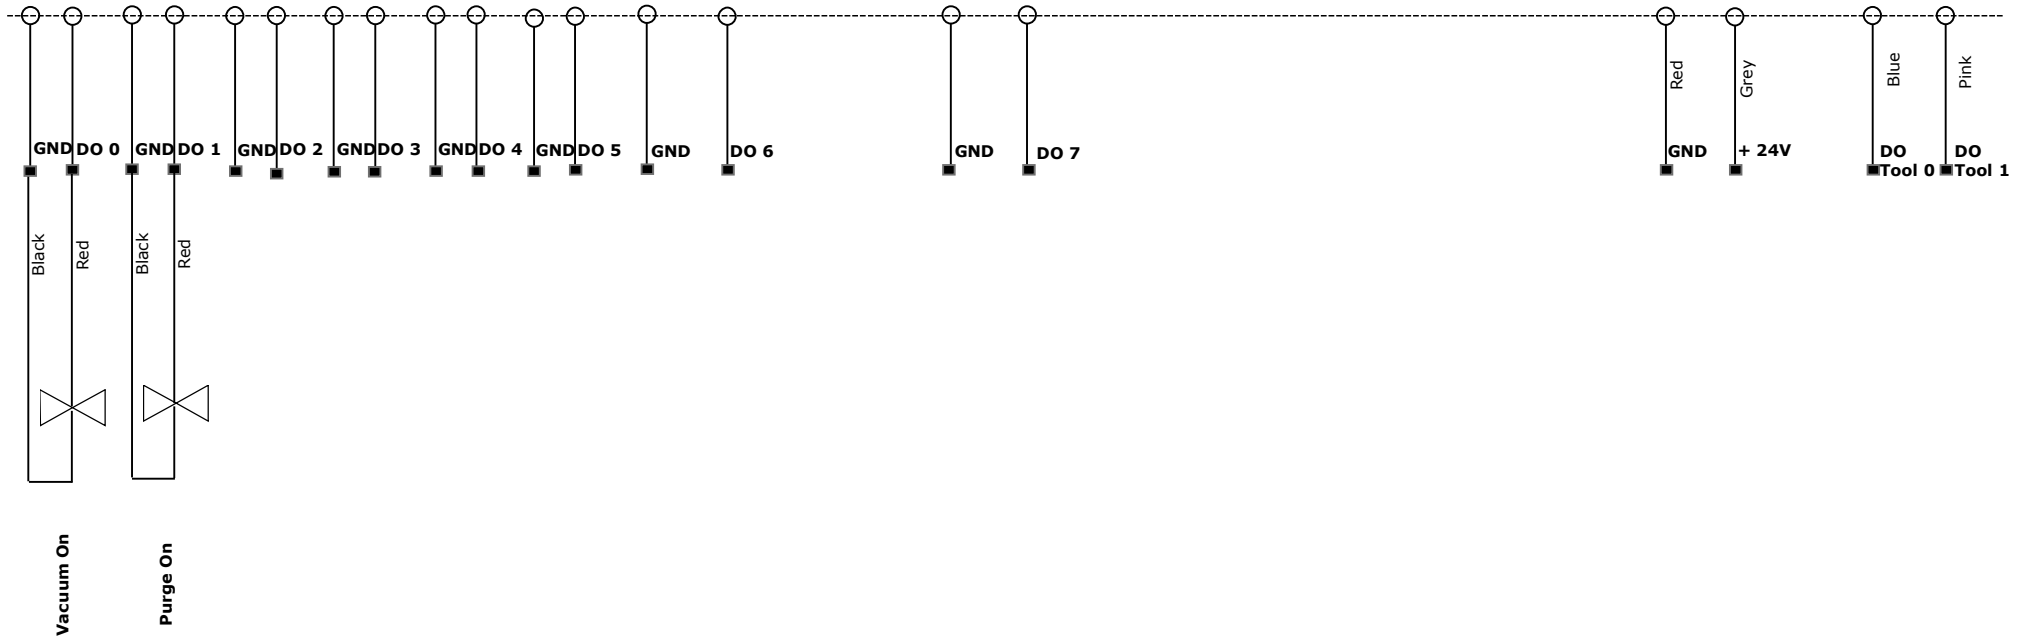 Red
Grey
Blue
Pink
GND DO 0 GND DO 1 GND DO 2 GND DO 3 GND DO 4 GND DO 5 GND DO 6 GND DO 7 GND + 24V DO DO
Tool 0 Tool 1
Black
Red
Black
Red
Vacuum On
Purge On